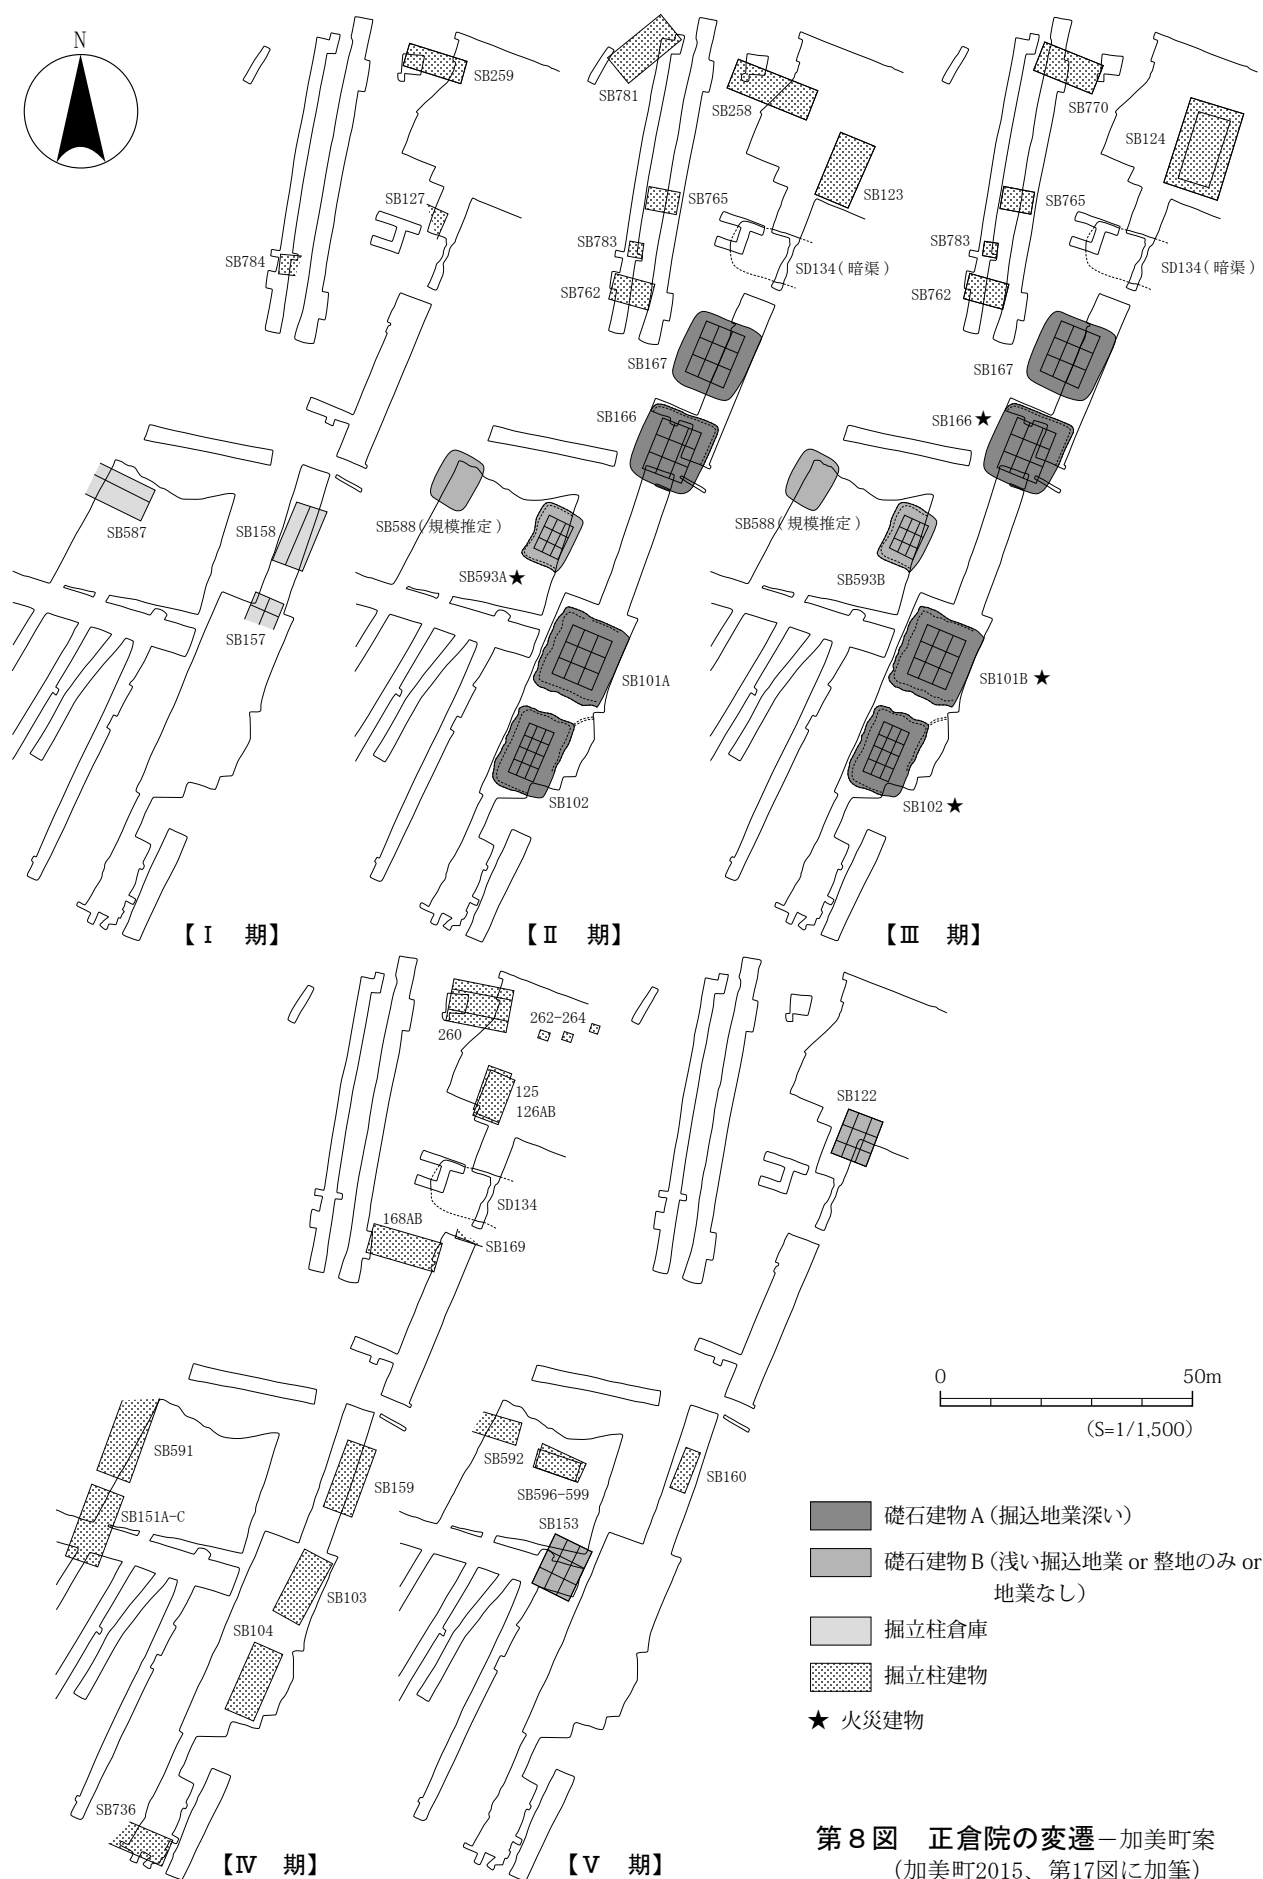 N
SB259
SB127
SB784
SB587
SB158
SB157
【Ⅰ　期】
SB781
SB258
SB123
SB765
SB783
SD134(暗渠)
SB762
SB167
SB166
SB588(規模推定)
SB593A★
SB101A
SB102
【Ⅱ　期】
SB770
SB124
SB765
SB783
SD134(暗渠)
SB762
SB167
SB166★
SB588(規模推定)
SB593B
SB101B★
SB102★
【Ⅲ　期】
260
262-264
125
126AB
SD134
168AB
SB169
SB591
SB151A-C
SB159
SB103
SB104
SB736
【Ⅳ　期】
SB122
SB592
SB596-599
SB153
SB160
【Ⅴ　期】
0 50m
(S=1/1,500)
礎石建物A（掘込地業深い）
礎石建物B（浅い掘込地業 or 整地のみ or
地業なし）
掘立柱倉庫
掘立柱建物
★ 火災建物
第８図　正倉院の変遷－加美町案
（加美町2015、第17図に加筆）